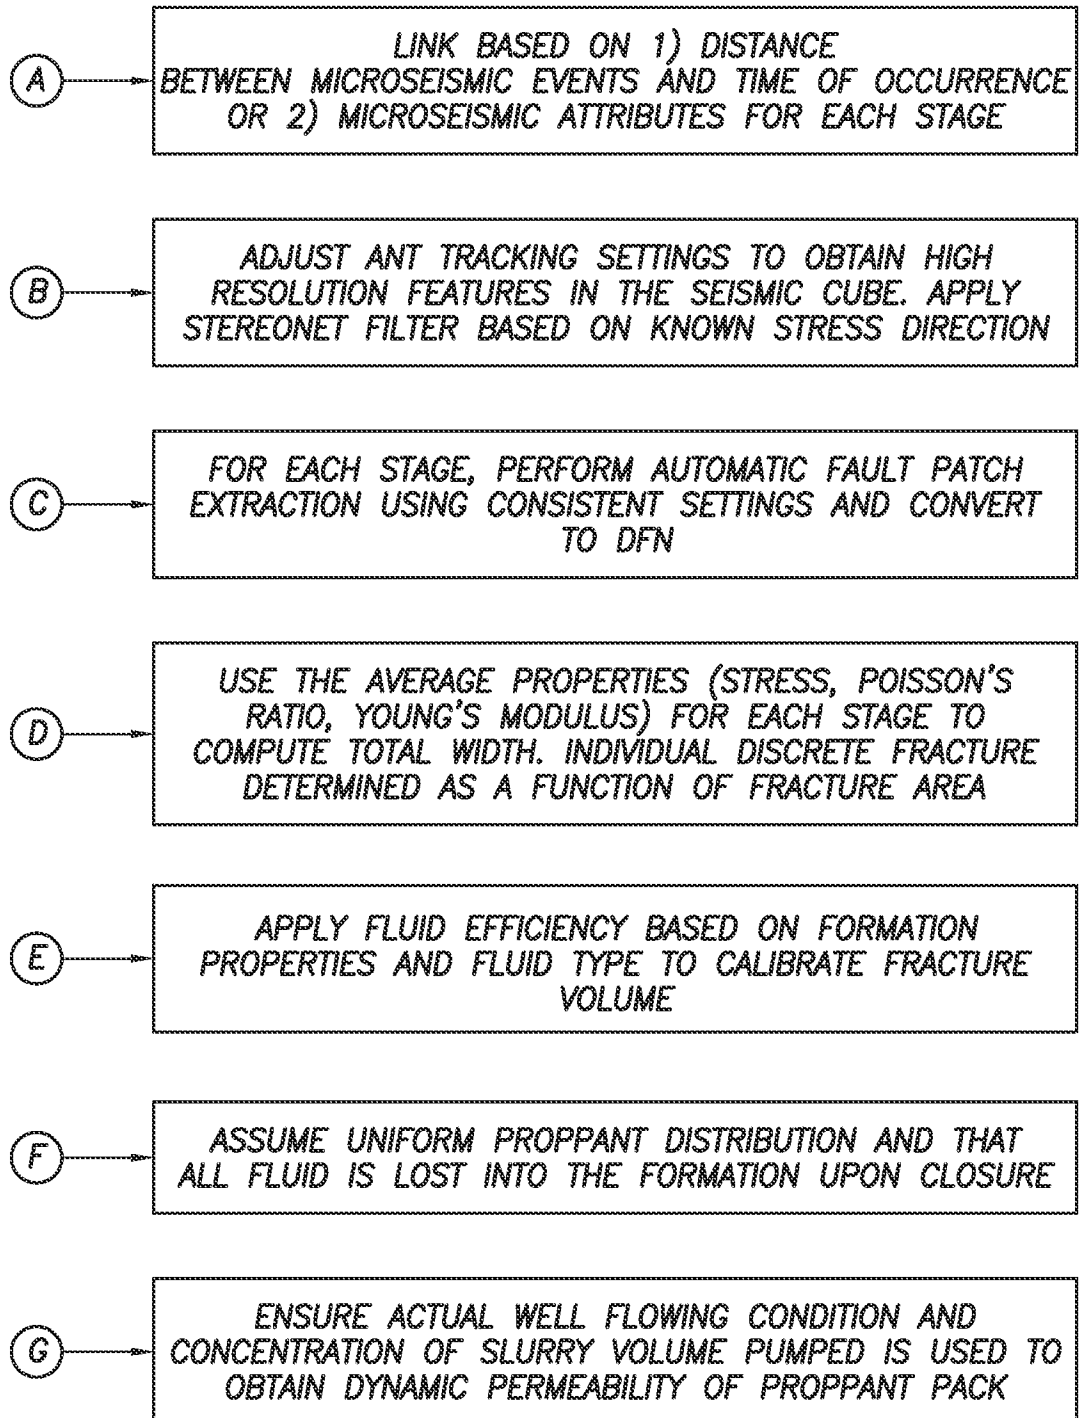 A
LINK BASED ON 1) DISTANCE
BETWEEN MICROSEISMIC EVENTS AND TIME OF OCCURRENCE
OR 2) MICROSEISMIC ATTRIBUTES FOR EACH STAGE
B
ADJUST ANT TRACKING SETTINGS TO OBTAIN HIGH
RESOLUTION FEATURES IN THE SEISMIC CUBE. APPLY
STEREONET FILTER BASED ON KNOWN STRESS DIRECTION
C
FOR EACH STAGE, PERFORM AUTOMATIC FAULT PATCH
EXTRACTION USING CONSISTENT SETTINGS AND CONVERT
TO DFN
D
USE THE AVERAGE PROPERTIES (STRESS, POISSON'S
RATIO, YOUNG'S MODULUS) FOR EACH STAGE TO
COMPUTE TOTAL WIDTH. INDIVIDUAL DISCRETE FRACTURE
DETERMINED AS A FUNCTION OF FRACTURE AREA
E
APPLY FLUID EFFICIENCY BASED ON FORMATION
PROPERTIES AND FLUID TYPE TO CALIBRATE FRACTURE
VOLUME
F
ASSUME UNIFORM PROPPANT DISTRIBUTION AND THAT
ALL FLUID IS LOST INTO THE FORMATION UPON CLOSURE
G
ENSURE ACTUAL WELL FLOWING CONDITION AND
CONCENTRATION OF SLURRY VOLUME PUMPED IS USED TO
OBTAIN DYNAMIC PERMEABILITY OF PROPPANT PACK